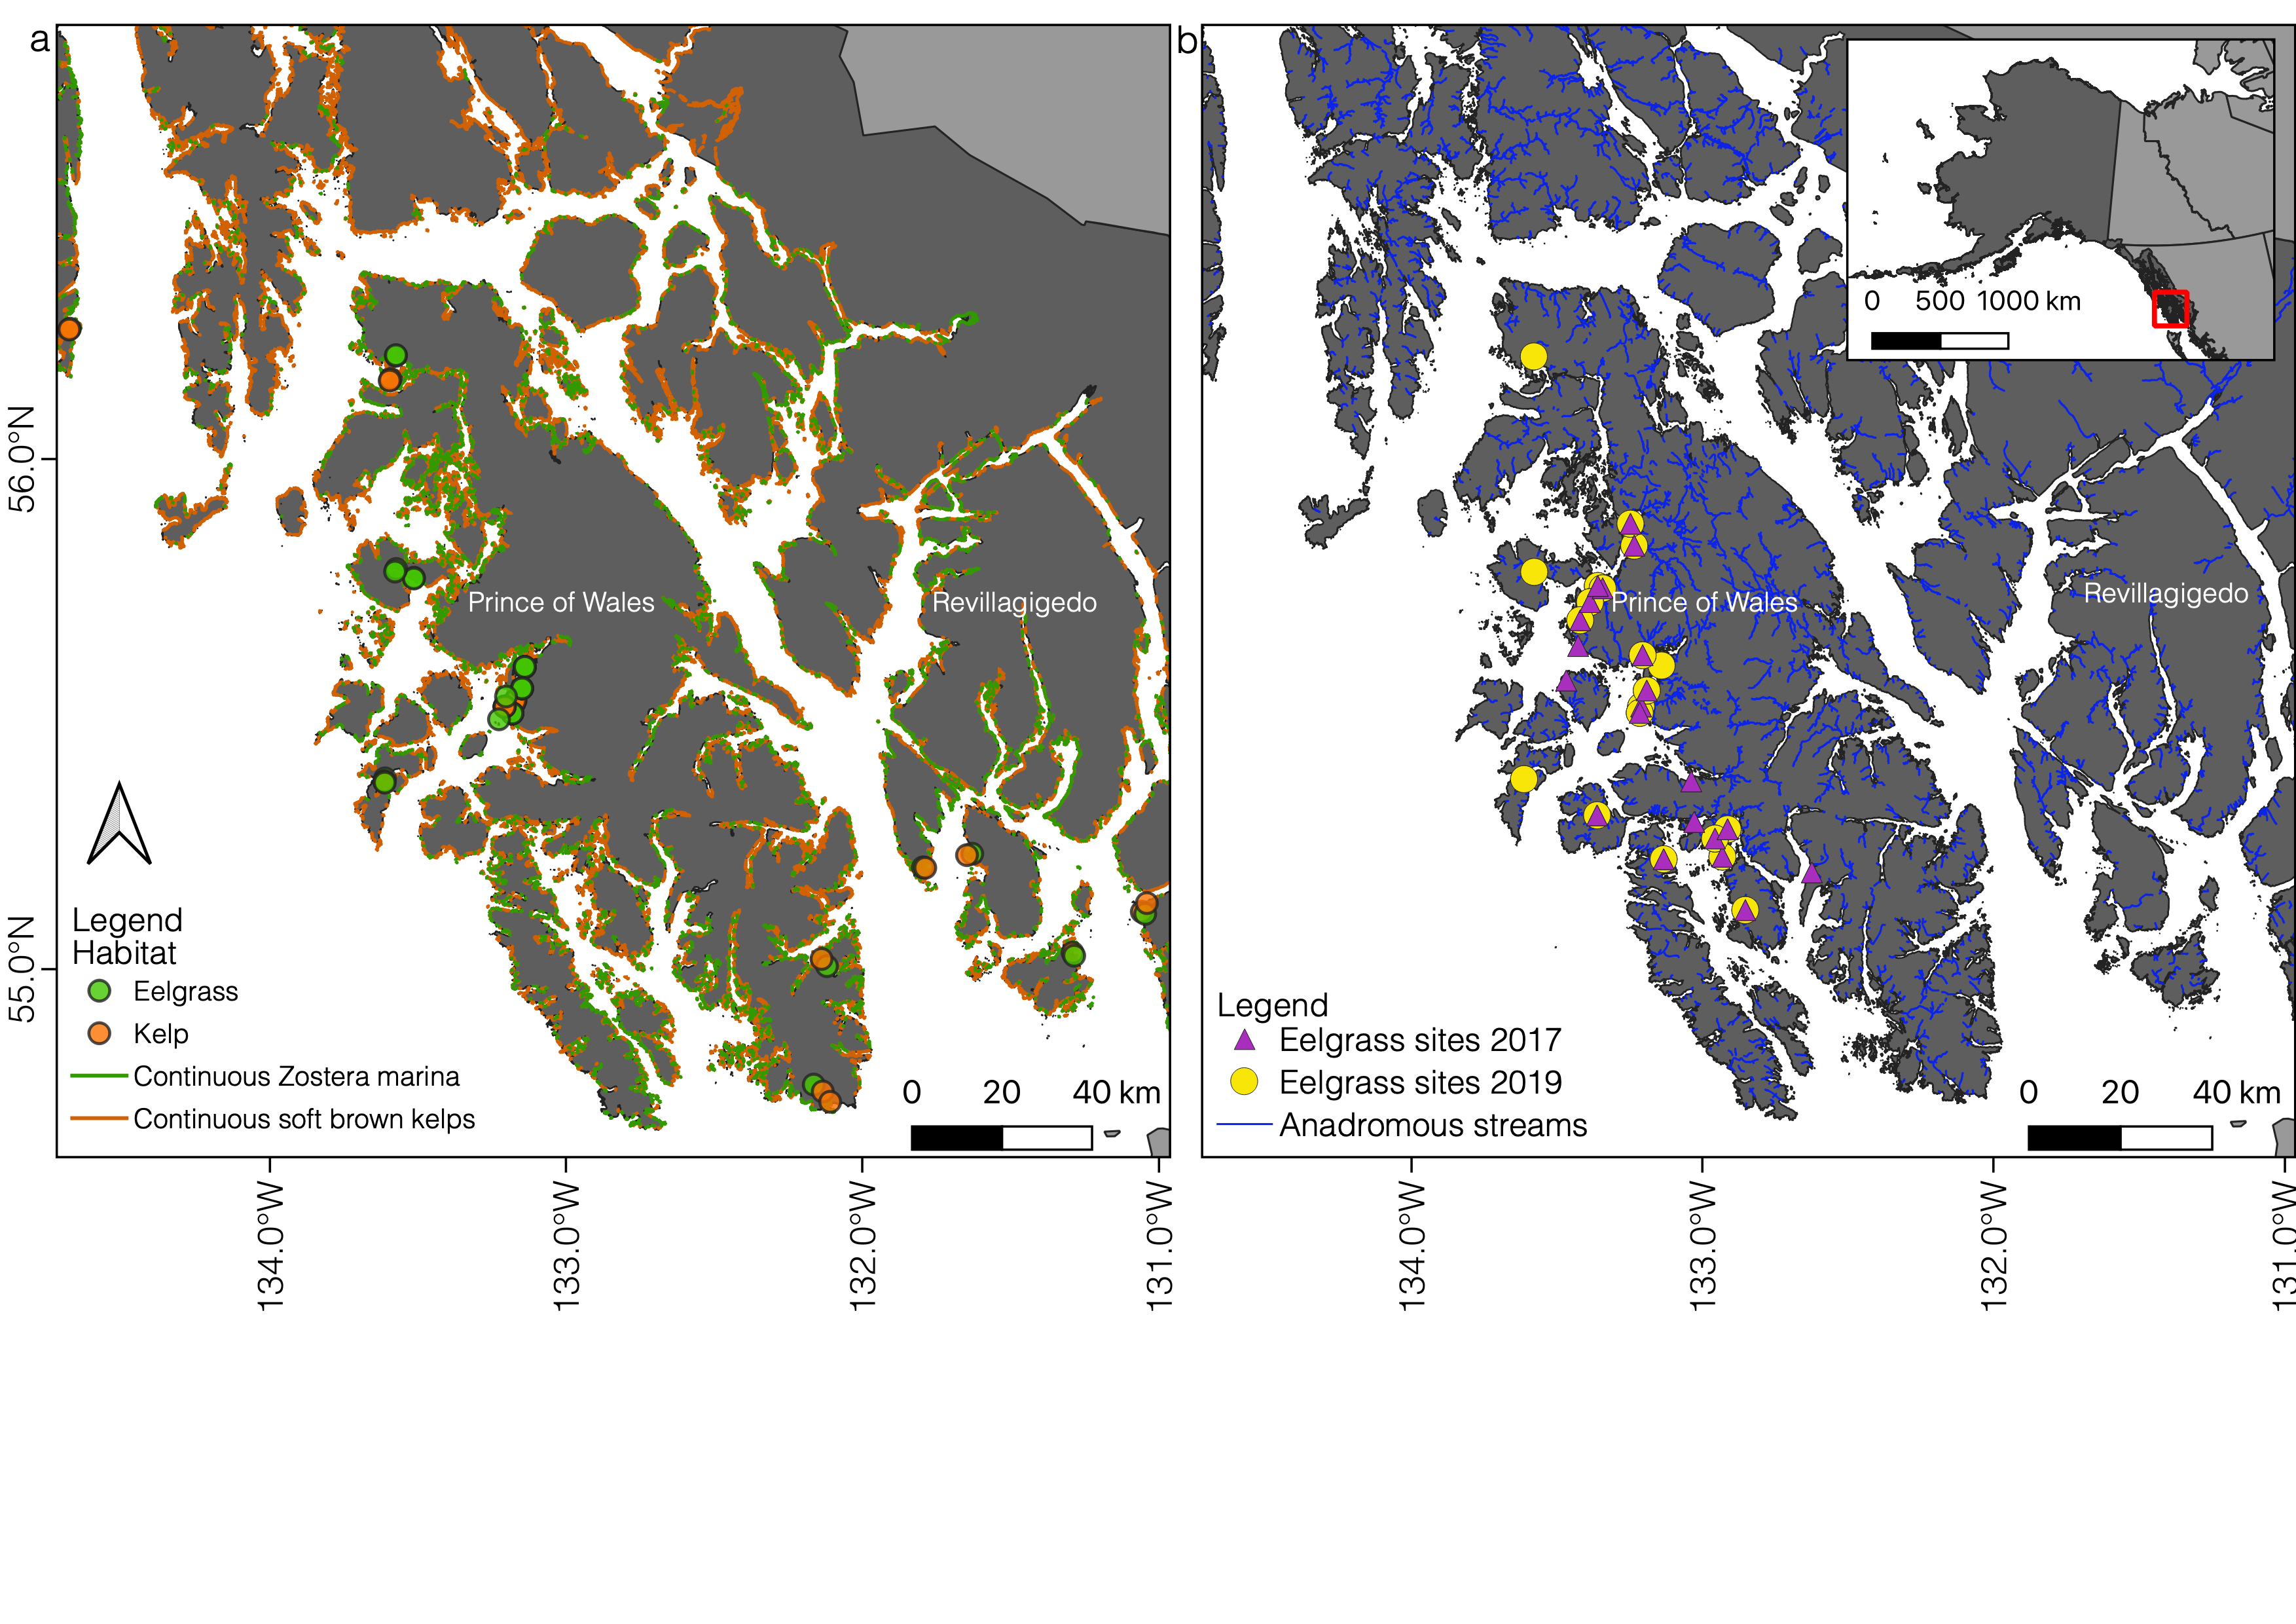 a
56.0°N
55.0°N
Prince of Wales
Revillagigedo
Legend
Habitat
Eelgrass
Kelp
Continuous Zostera marina
Continuous soft brown kelps
0 20 40 km
134.0°W
133.0°W
132.0°W
131.0°W
b
0 500 1000 km
Prince of Wales
Revillagigedo
Legend
Eelgrass sites 2017
Eelgrass sites 2019
Anadromous streams
0 20 40 km
134.0°W
133.0°W
132.0°W
131.0°W